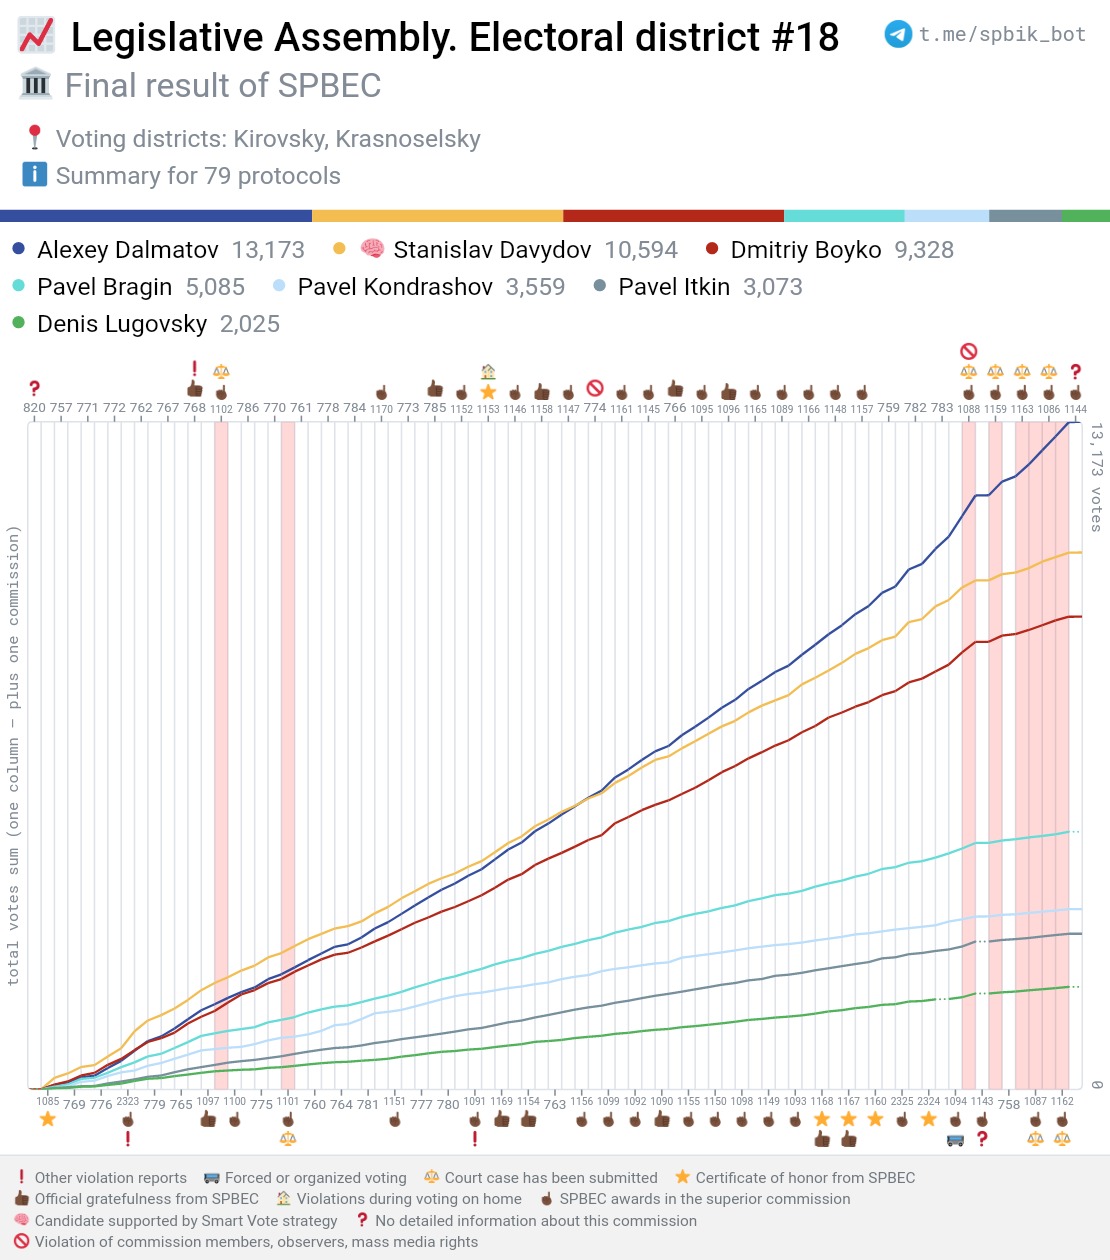 Legislative Assembly. Electoral district #18
t.me/spbik_bot
Final result of SPBEC
Voting districts: Kirovsky, Krasnoselsky
Summary for 79 protocols
Alexey Dalmatov 13,173 Stanislav Davydov 10,594 Dmitriy Boyko 9,328
Pavel Bragin 5,085 Pavel Kondrashov 3,559 Pavel Itkin 3,073
Denis Lugovsky 2,025
820 757 771 772 762 767 768 1102 786 770 761 778 784 1170 773 785 1152 1153 1146 1158 1147 774 1161 1145 766 1095 1096 1165 1089 1166 1148 1157 759 782 783 1088 1159 1163 1086 1144
13,173 votes
total votes sum (one column – plus one commission)
0
1085 769 776 2323 779 765 1097 1100 775 1101 760 764 781 1151 777 780 1091 1169 1154 763 1156 1099 1092 1090 1155 1150 1098 1149 1093 1168 1167 1160 2325 2324 1094 1143 758 1087 1162
Other violation reports Forced or organized voting Court case has been submitted Certificate of honor from SPBEC
Official gratefulness from SPBEC Violations during voting on home SPBEC awards in the superior commission
Candidate supported by Smart Vote strategy No detailed information about this commission
Violation of commission members, observers, mass media rights